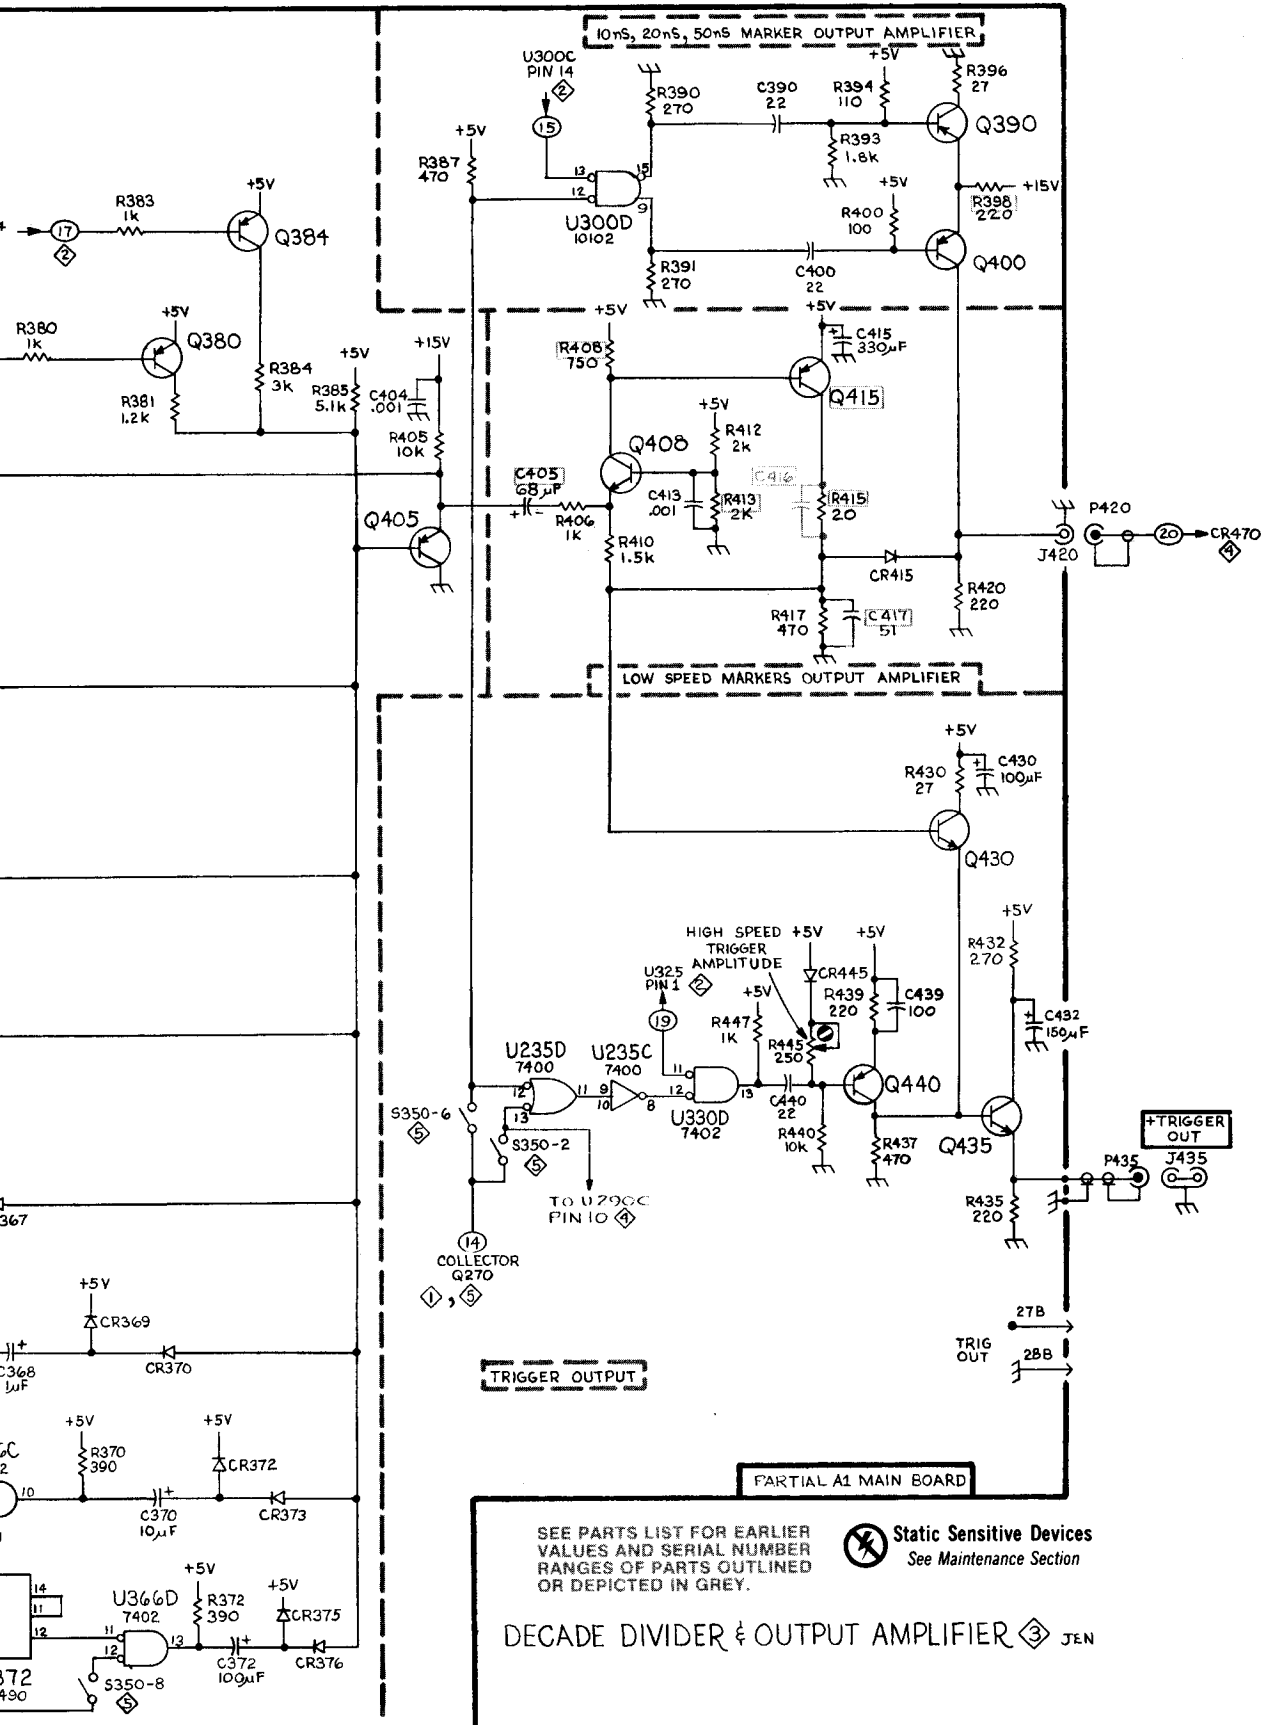 10nS, 20nS, 50nS MARKER OUTPUT AMPLIFIER
U300C
PIN 14
2
15
+5V
R387
470
R390
270
C390
22
R394
110
+5V
R396
27
Q390
R393
1.8K
13
12
15
9
U300D
10102
+5V
R400
100
+15V
R398
220
R391
270
C400
22
Q400
R383
1K
+5V
Q384
17
2
R380
1K
+5V
Q380
R384
3K
R381
1.2K
+5V
R385
5.1K
+15V
C404
.001
R405
10K
Q405
C405
68µF
+
-
R406
1K
+5V
R408
750
Q408
R410
1.5K
+5V
R412
2K
C413
.001
R413
2K
+5V
+
C415
330µF
Q415
C416
R415
20
CR415
R417
470
C417
51
R420
220
J420
P420
20
CR470
4
LOW SPEED MARKERS OUTPUT AMPLIFIER
+5V
R430
27
+
C430
100µF
Q430
+5V
R432
270
+
C432
150µF
HIGH SPEED
TRIGGER
AMPLITUDE
+5V
CR445
+5V
R439
220
C439
100
U325
PIN 1
2
19
+5V
R447
1K
R445
250
U235D
7400
12
13
11
U235C
7400
9
10
8
11
12
13
U330D
7402
C440
22
R440
10K
Q440
R437
470
Q435
R435
220
S350-6
5
S350-2
5
TO U290C
PIN 10
4
14
COLLECTOR
Q270
1 , 5
+TRIGGER
OUT
P435
J435
27B
TRIG
OUT
28B
TRIGGER OUTPUT
367
+5V
CR369
+
C368
1µF
CR370
+5V
R370
390
10
+
C370
10µF
+5V
CR372
CR373
14
11
12
U366D
7402
11
12
13
+5V
R372
390
+
C372
100µF
+5V
CR375
CR376
S350-8
5
372
490
PARTIAL A1 MAIN BOARD
SEE PARTS LIST FOR EARLIER
VALUES AND SERIAL NUMBER
RANGES OF PARTS OUTLINED
OR DEPICTED IN GREY.
Static Sensitive Devices
See Maintenance Section
DECADE DIVIDER & OUTPUT AMPLIFIER 3 JEN